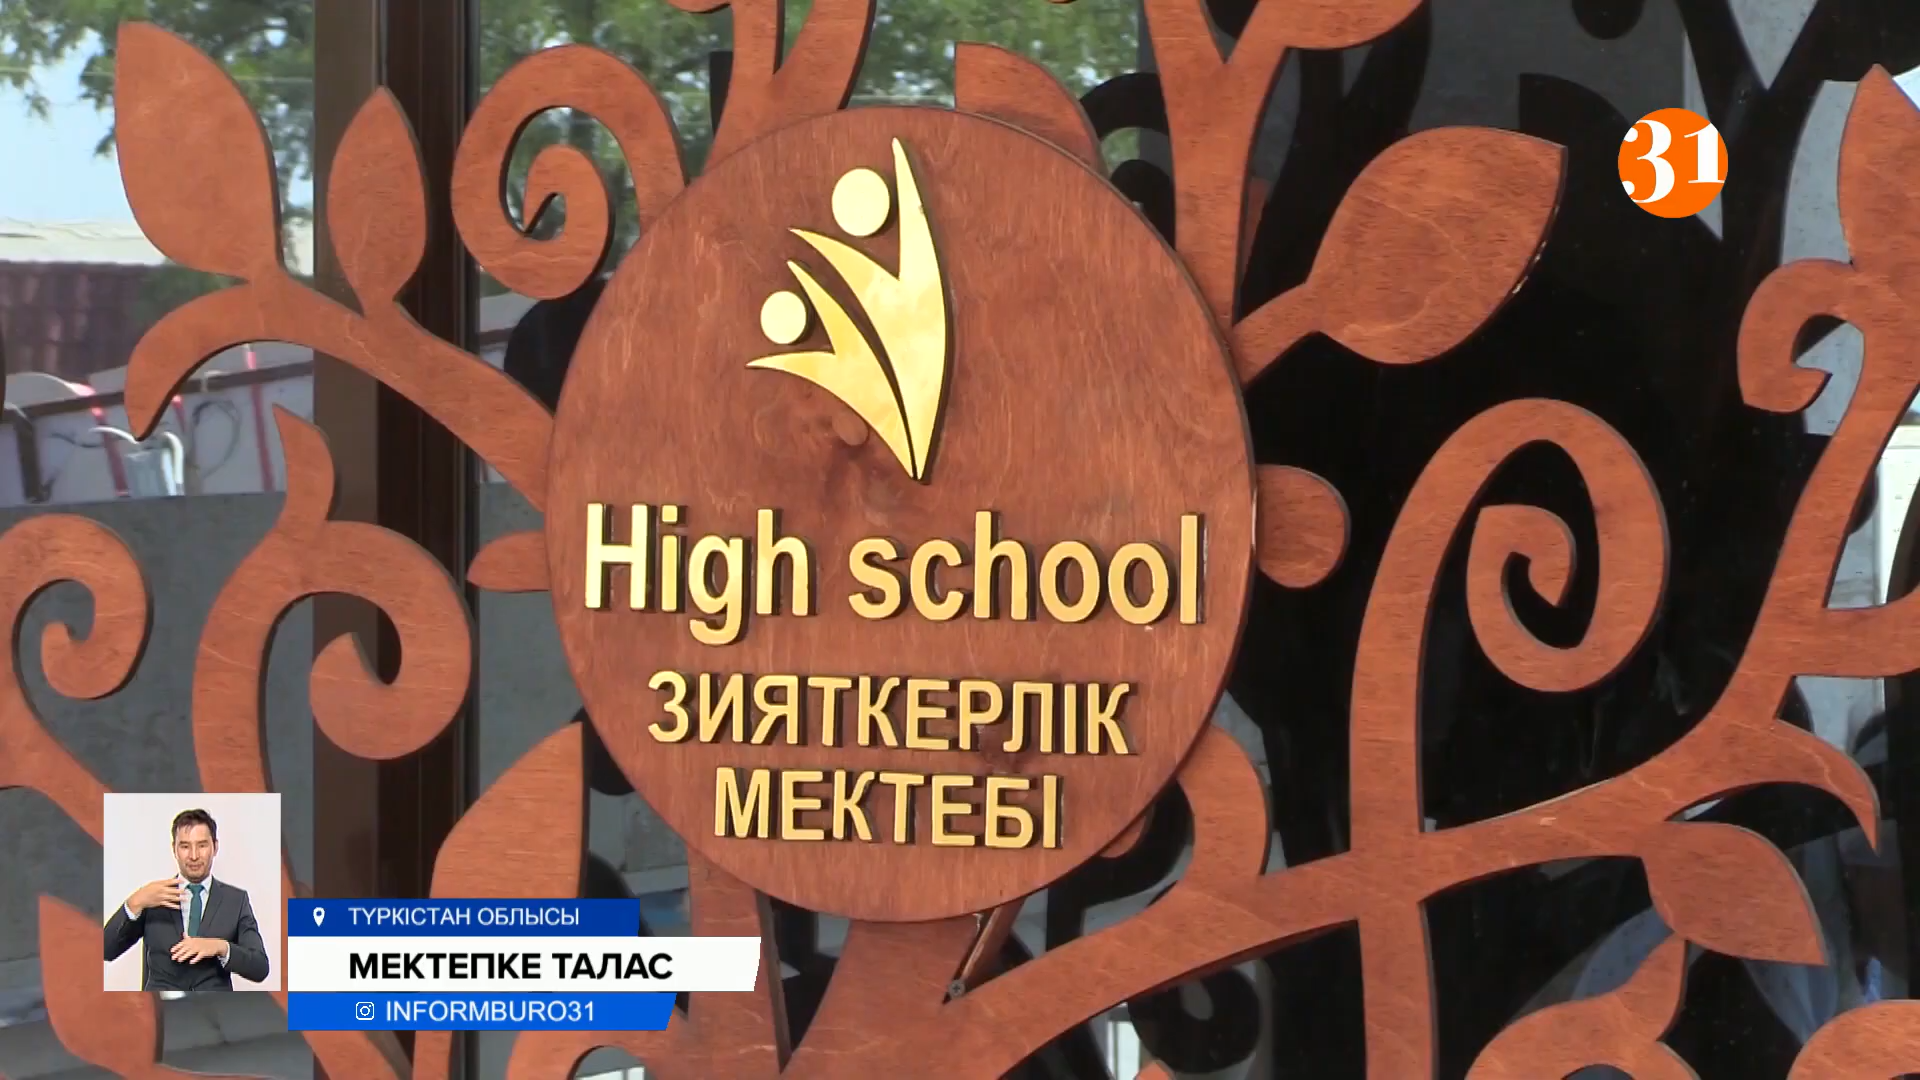 31
High school
ЗИЯТКЕРЛІК
МЕКТЕБІ
ТҮРКІСТАН ОБЛЫСЫ
МЕКТЕПКЕ ТАЛАС
INFORMBURO31